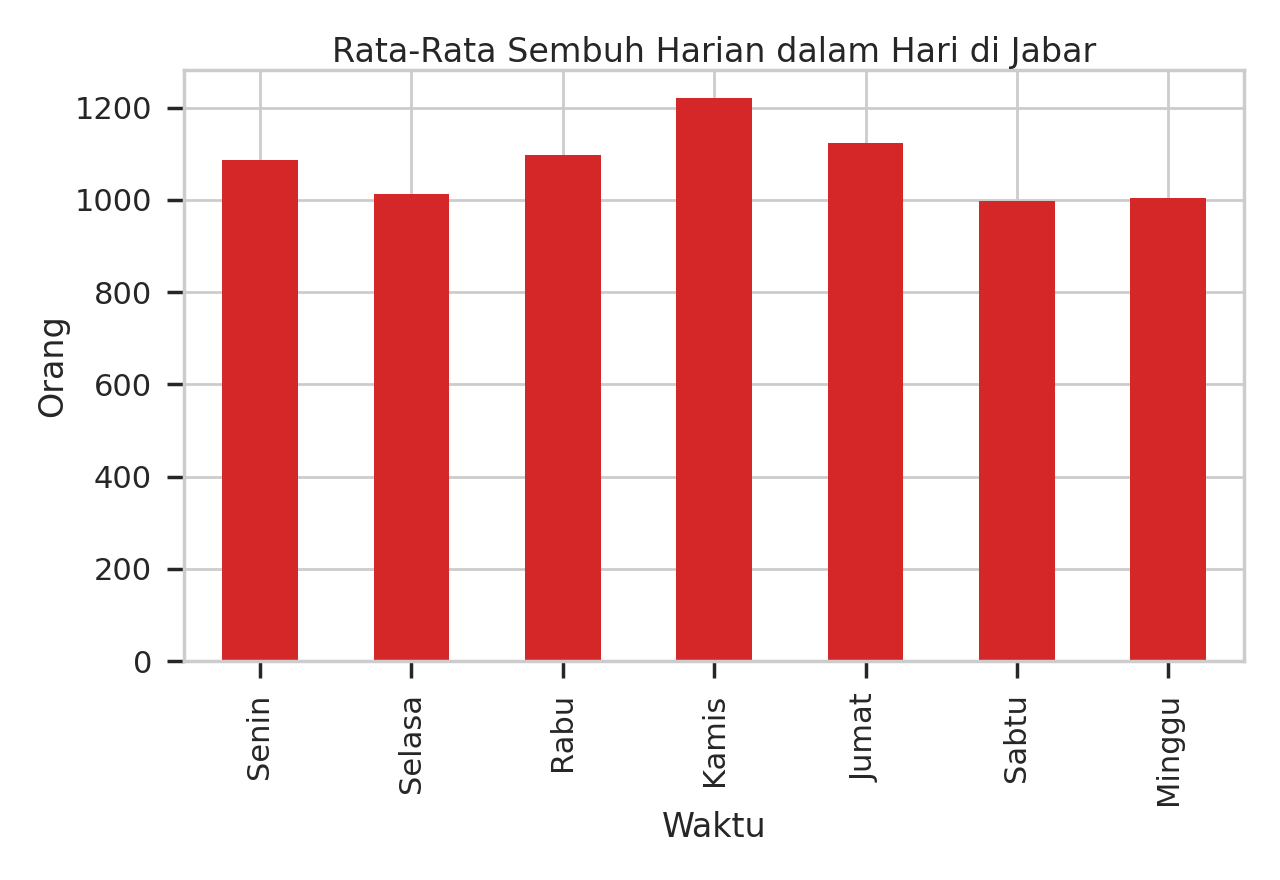 Rata-Rata Sembuh Harian dalam Hari di Jabar
1200
1000
800
600
400
200
0
Orang
Senin
Selasa
Rabu
Kamis
Jumat
Sabtu
Minggu
Waktu